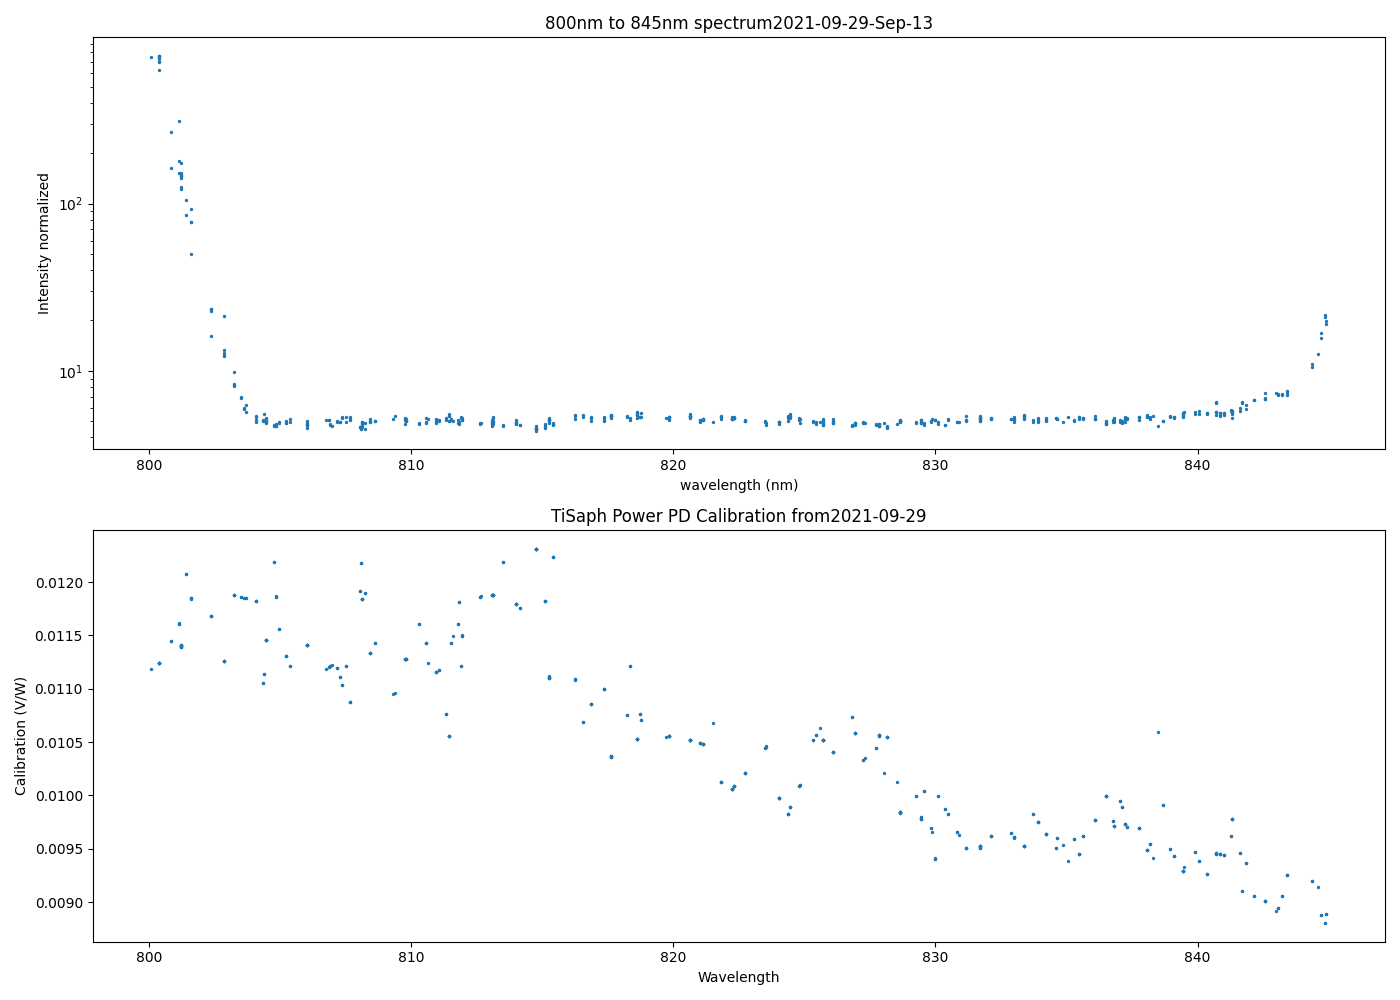 800nm to 845nm spectrum2021-09-29-Sep-13
Intensity normalized
10²
10¹
800 810 820 830 840
wavelength (nm)
TiSaph Power PD Calibration from2021-09-29
Calibration (V/W)
0.0120
0.0115
0.0110
0.0105
0.0100
0.0095
0.0090
800 810 820 830 840
Wavelength